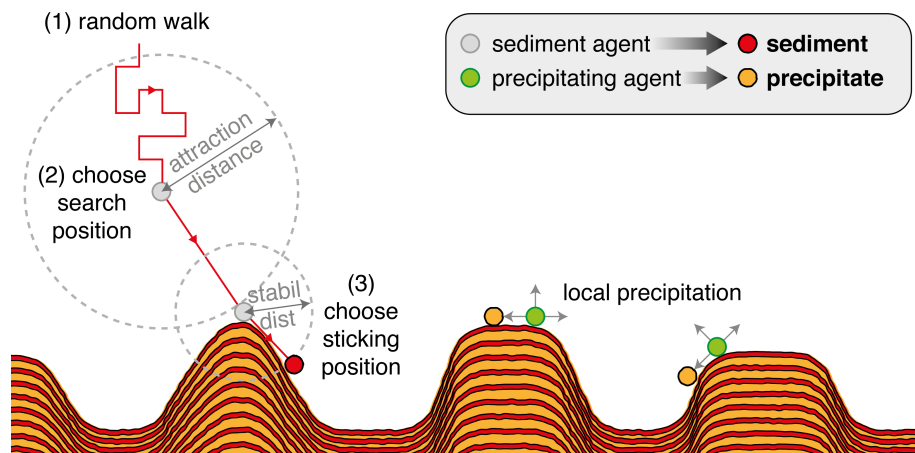 (1) random walk
sediment agent
sediment
precipitating agent
precipitate
attraction
distance
(2) choose
search
position
stabil
dist
(3)
choose
sticking
position
local precipitation